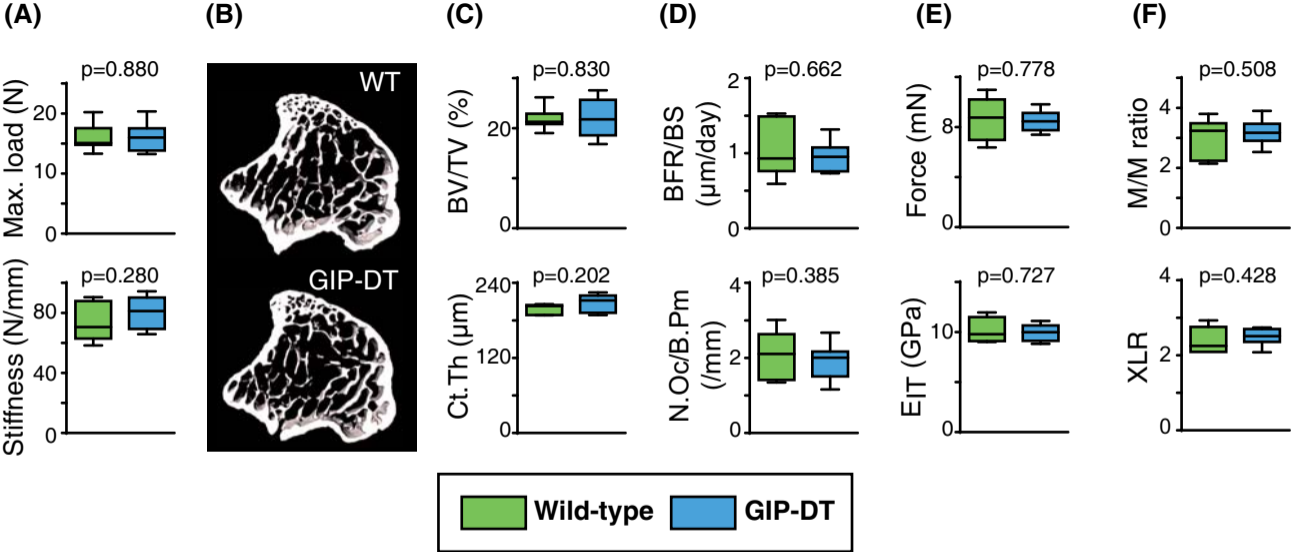 (A)
(B)
(C)
(D)
(E)
(F)
p=0.880
Max. load (N)
20
10
0
p=0.280
Stiffness (N/mm)
80
40
0
WT
GIP-DT
p=0.830
BV/TV (%)
20
0
p=0.202
Ct.Th (µm)
240
120
0
p=0.662
BFR/BS
(µm/day)
2
1
0
p=0.385
N.Oc/B.Pm
(/mm)
4
2
0
p=0.778
Force (mN)
8
0
p=0.727
EIT (GPa)
10
0
p=0.508
M/M ratio
4
2
0
p=0.428
XLR
4
2
0
Wild-type
GIP-DT